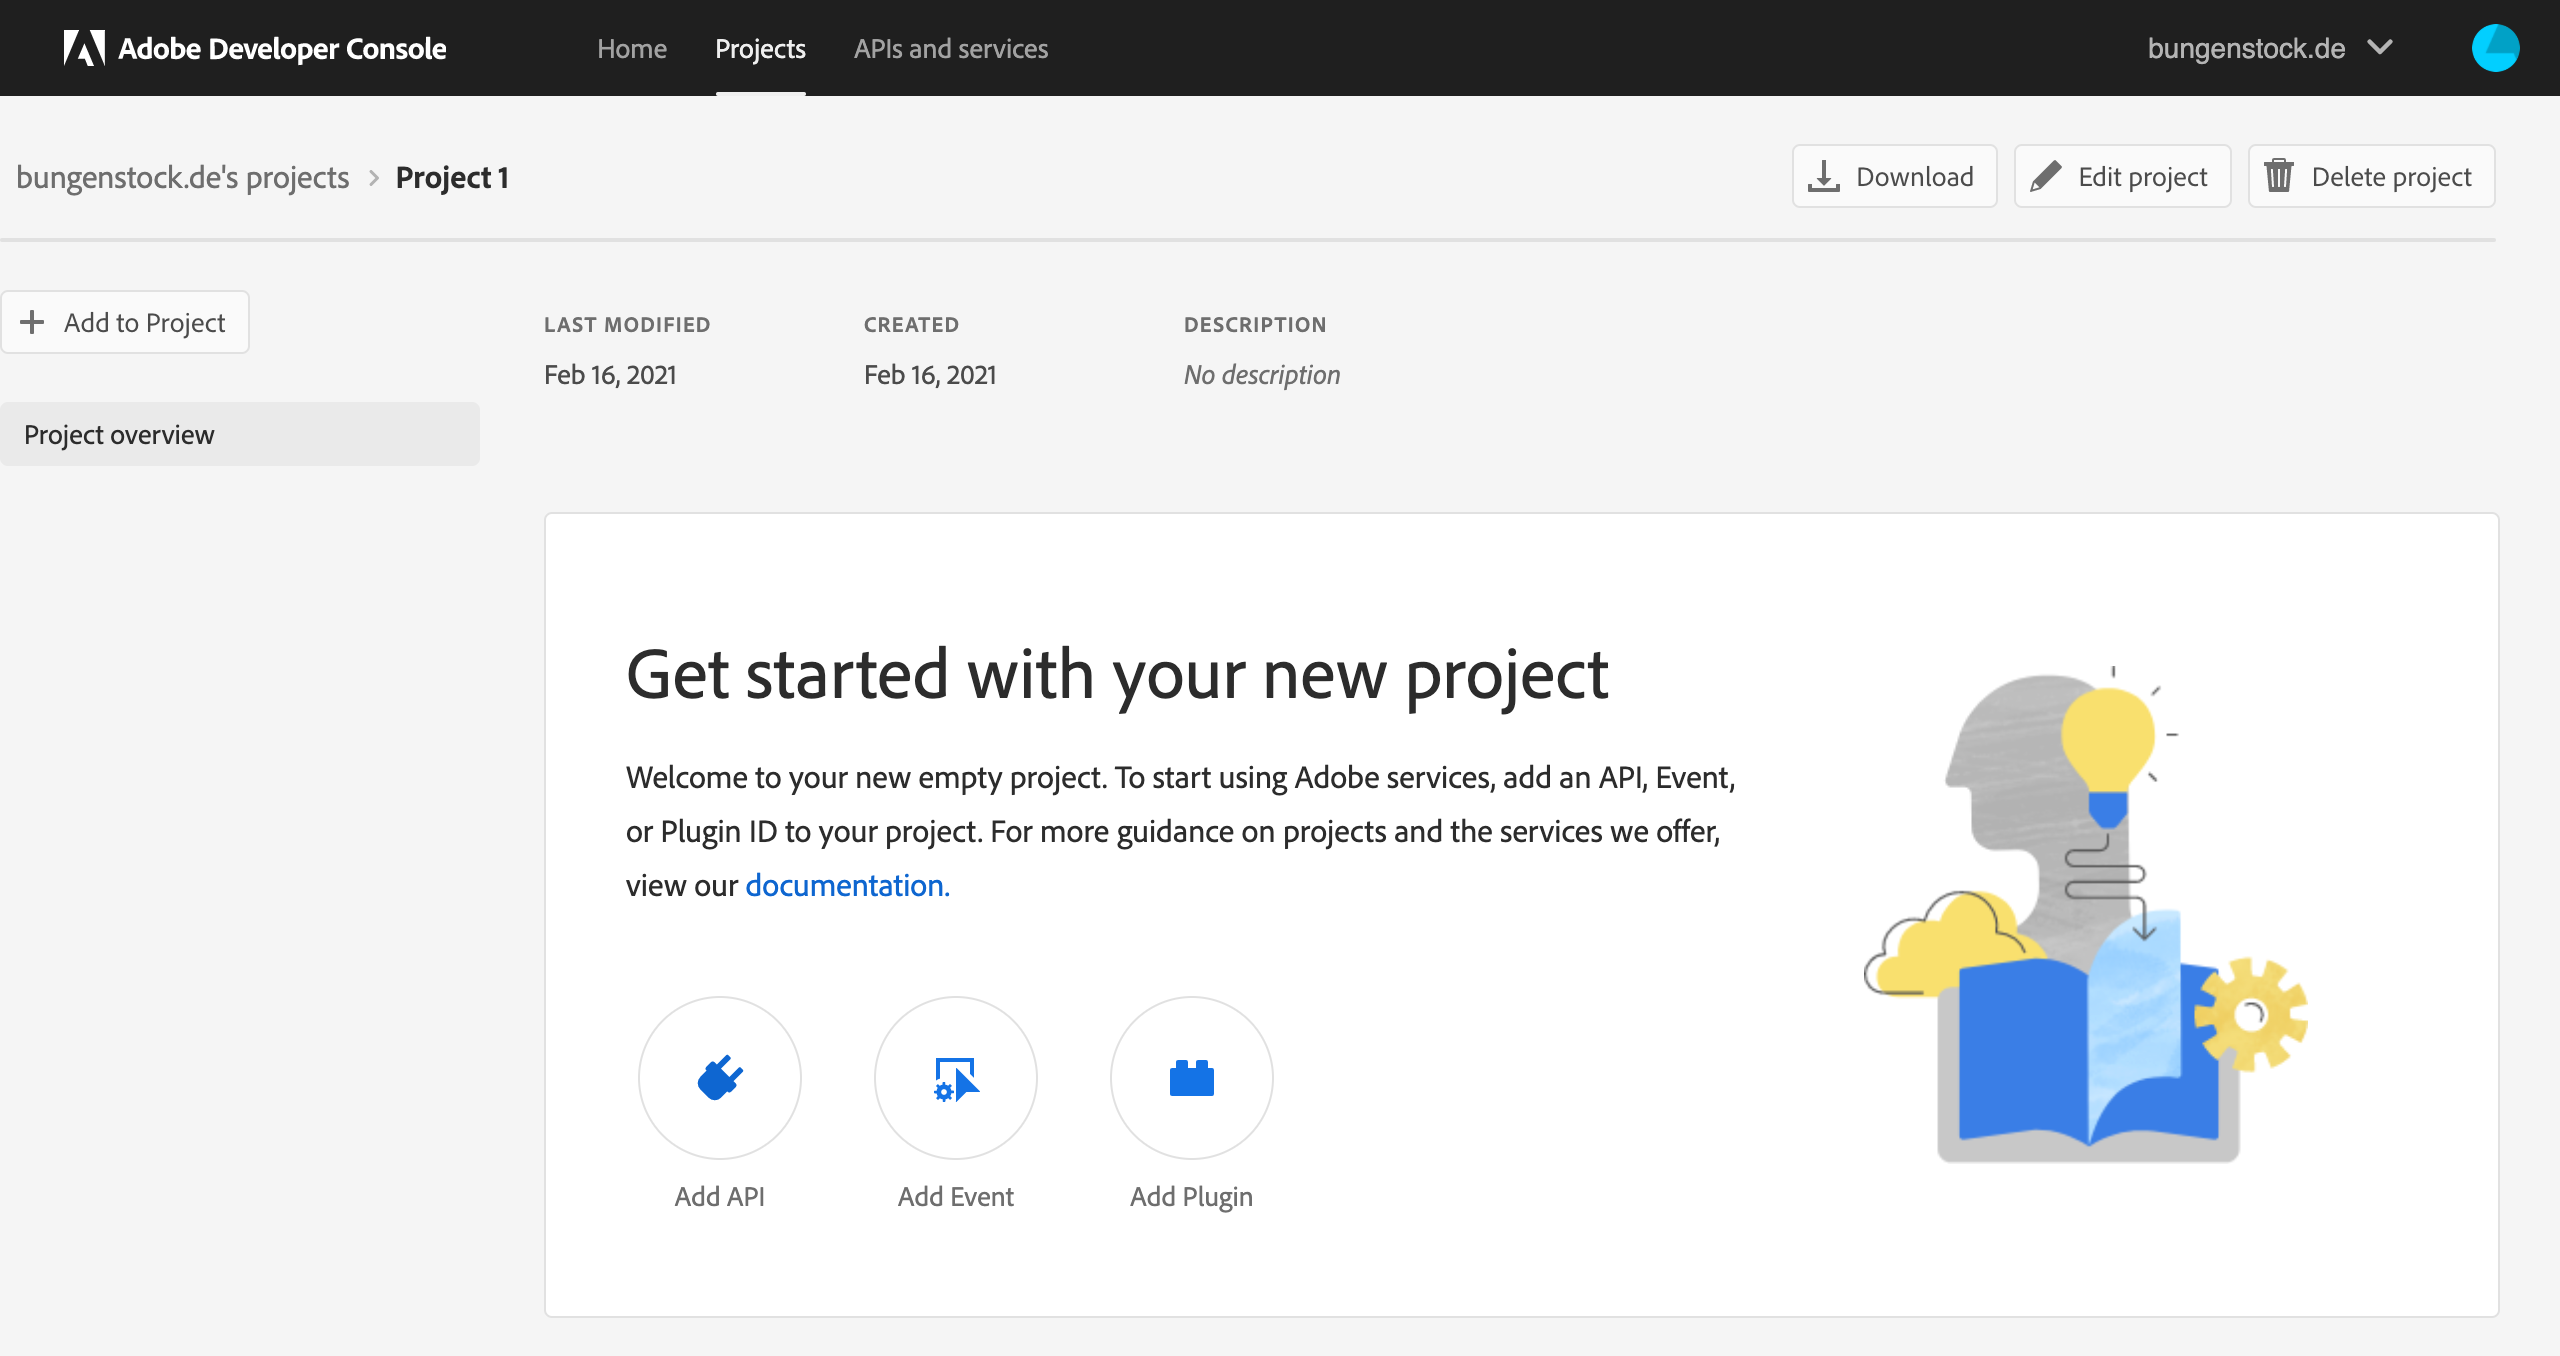 Adobe Developer Console
Home
Projects
APIs and services
bungenstock.de
bungenstock.de's projects > Project 1
Download
Edit project
Delete project
Add to Project
Project overview
LAST MODIFIED
Feb 16, 2021
CREATED
Feb 16, 2021
DESCRIPTION
No description
Get started with your new project
Welcome to your new empty project. To start using Adobe services, add an API, Event,
or Plugin ID to your project. For more guidance on projects and the services we offer,
view our documentation.
Add API
Add Event
Add Plugin